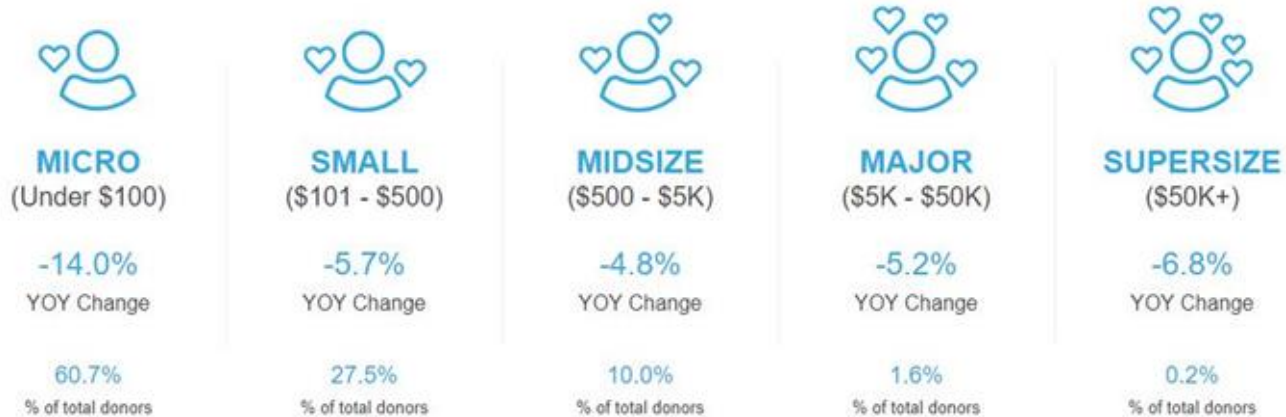 MICRO
(Under $100)
-14.0%
YOY Change
60.7%
% of total donors
SMALL
($101 - $500)
-5.7%
YOY Change
27.5%
% of total donors
MIDSIZE
($500 - $5K)
-4.8%
YOY Change
10.0%
% of total donors
MAJOR
($5K - $50K)
-5.2%
YOY Change
1.6%
% of total donors
SUPERSIZE
($50K+)
-6.8%
YOY Change
0.2%
% of total donors